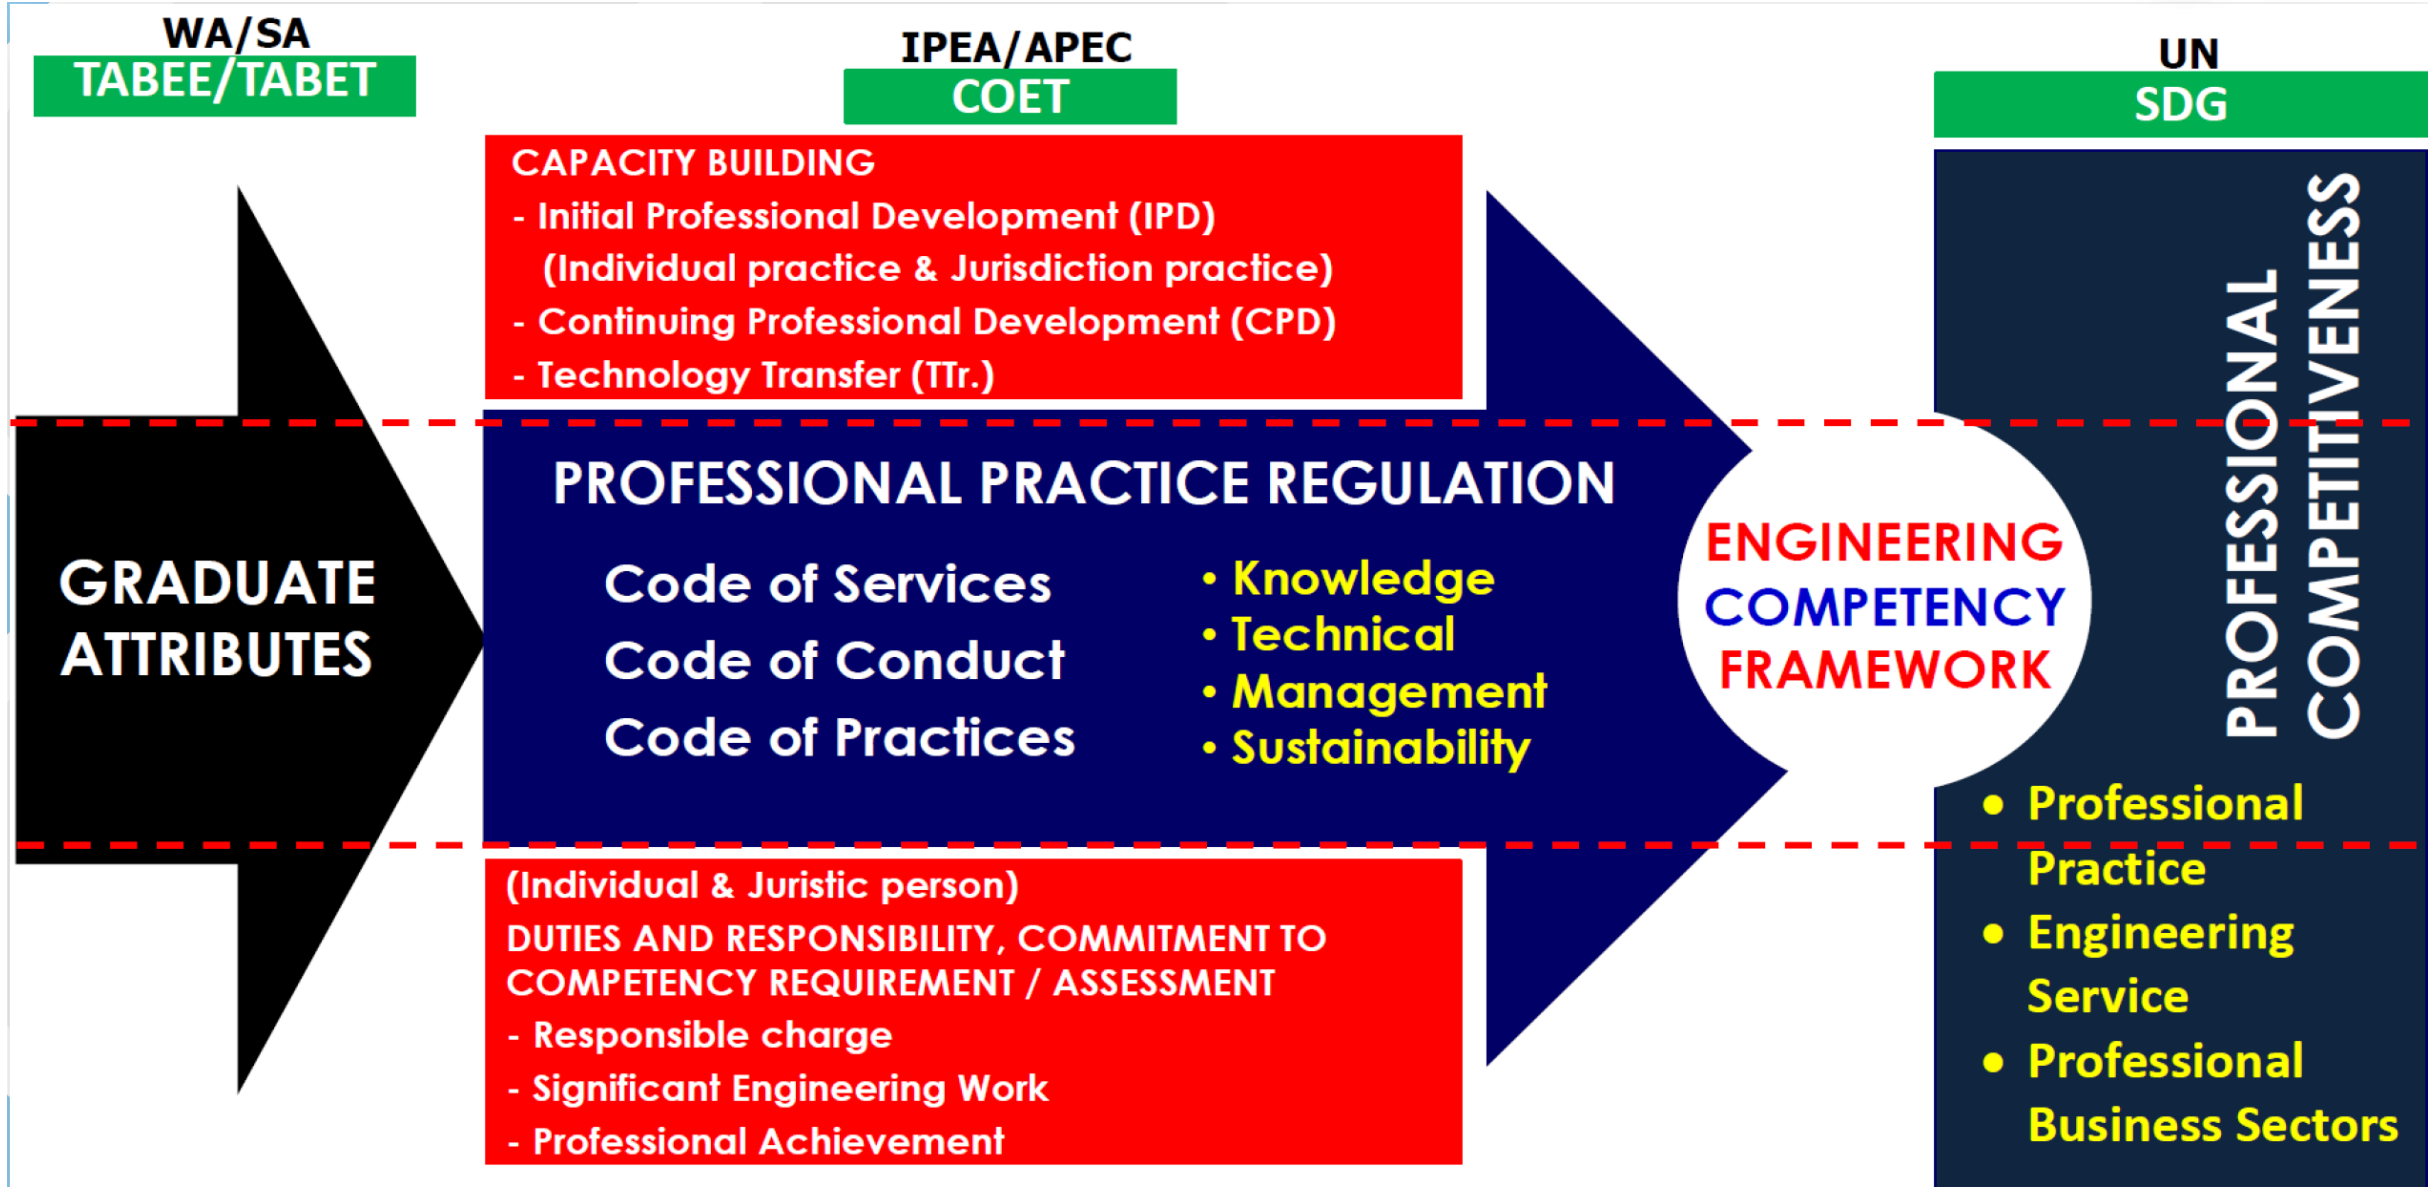 WA/SA
TABEE/TABET
IPEA/APEC
COET
UN
SDG
GRADUATE
ATTRIBUTES
CAPACITY BUILDING
- Initial Professional Development (IPD)
(Individual practice & Jurisdiction practice)
- Continuing Professional Development (CPD)
- Technology Transfer (TTr.)
PROFESSIONAL PRACTICE REGULATION
Code of Services
Code of Conduct
Code of Practices
• Knowledge
• Technical
• Management
• Sustainability
(Individual & Juristic person)
DUTIES AND RESPONSIBILITY, COMMITMENT TO
COMPETENCY REQUIREMENT / ASSESSMENT
- Responsible charge
- Significant Engineering Work
- Professional Achievement
ENGINEERING
COMPETENCY
FRAMEWORK
PROFESSIONAL
COMPETITIVENESS
• Professional
Practice
• Engineering
Service
• Professional
Business Sectors